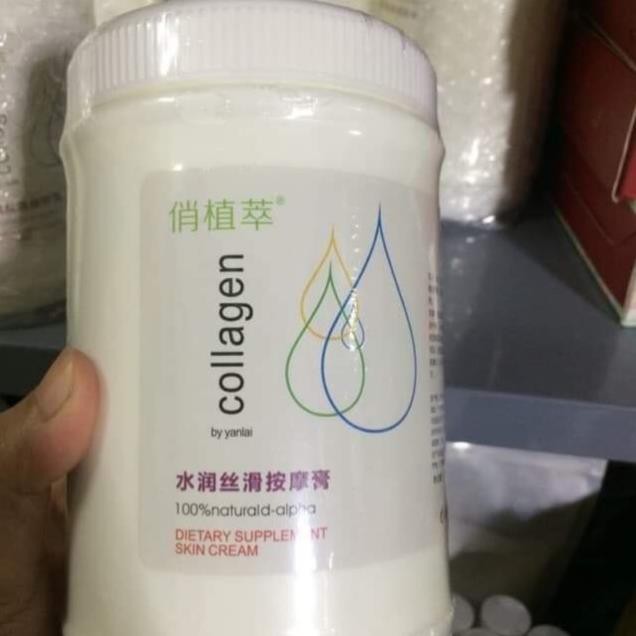 俏植萃®
collagen
by yanlai
水润丝滑按摩膏
100%naturald-alpha
DIETARY SUPPLEMENT
SKIN CREAM